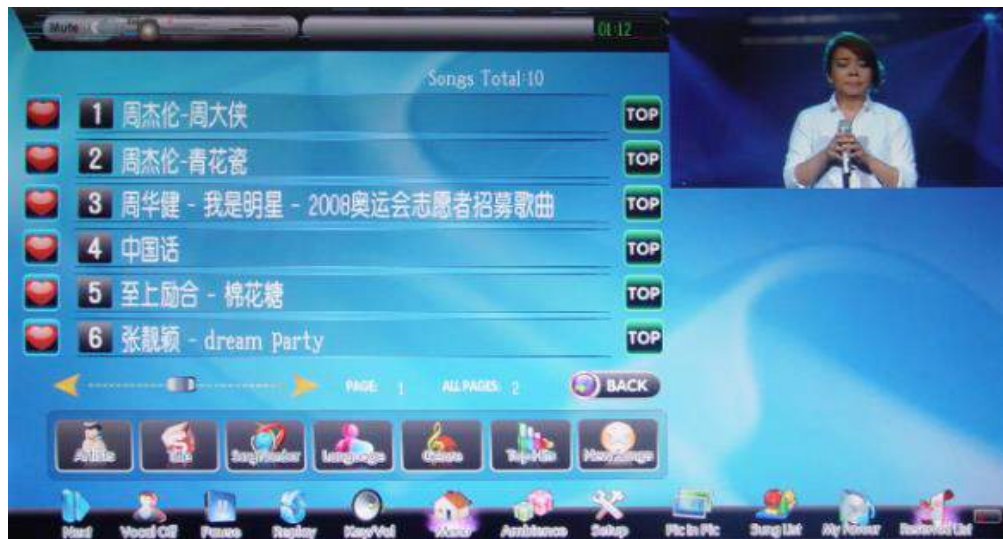 Mute
01:12
Songs Total:10
1 周杰伦-周大侠 TOP
2 周杰伦-青花瓷 TOP
3 周华健 - 我是明星 - 2008奥运会志愿者招募歌曲 TOP
4 中国话 TOP
5 至上励合 - 棉花糖 TOP
6 张靓颖 - dream Party TOP
PAGE: 1 ALL PAGES: 2 BACK
Artists Title SongNumber Language Genre Top Hits New Songs
Next Vocal Off Pause Replay Key/Vol Home Ambience Setup Pic In Pic Sung List My Favour Reserved List